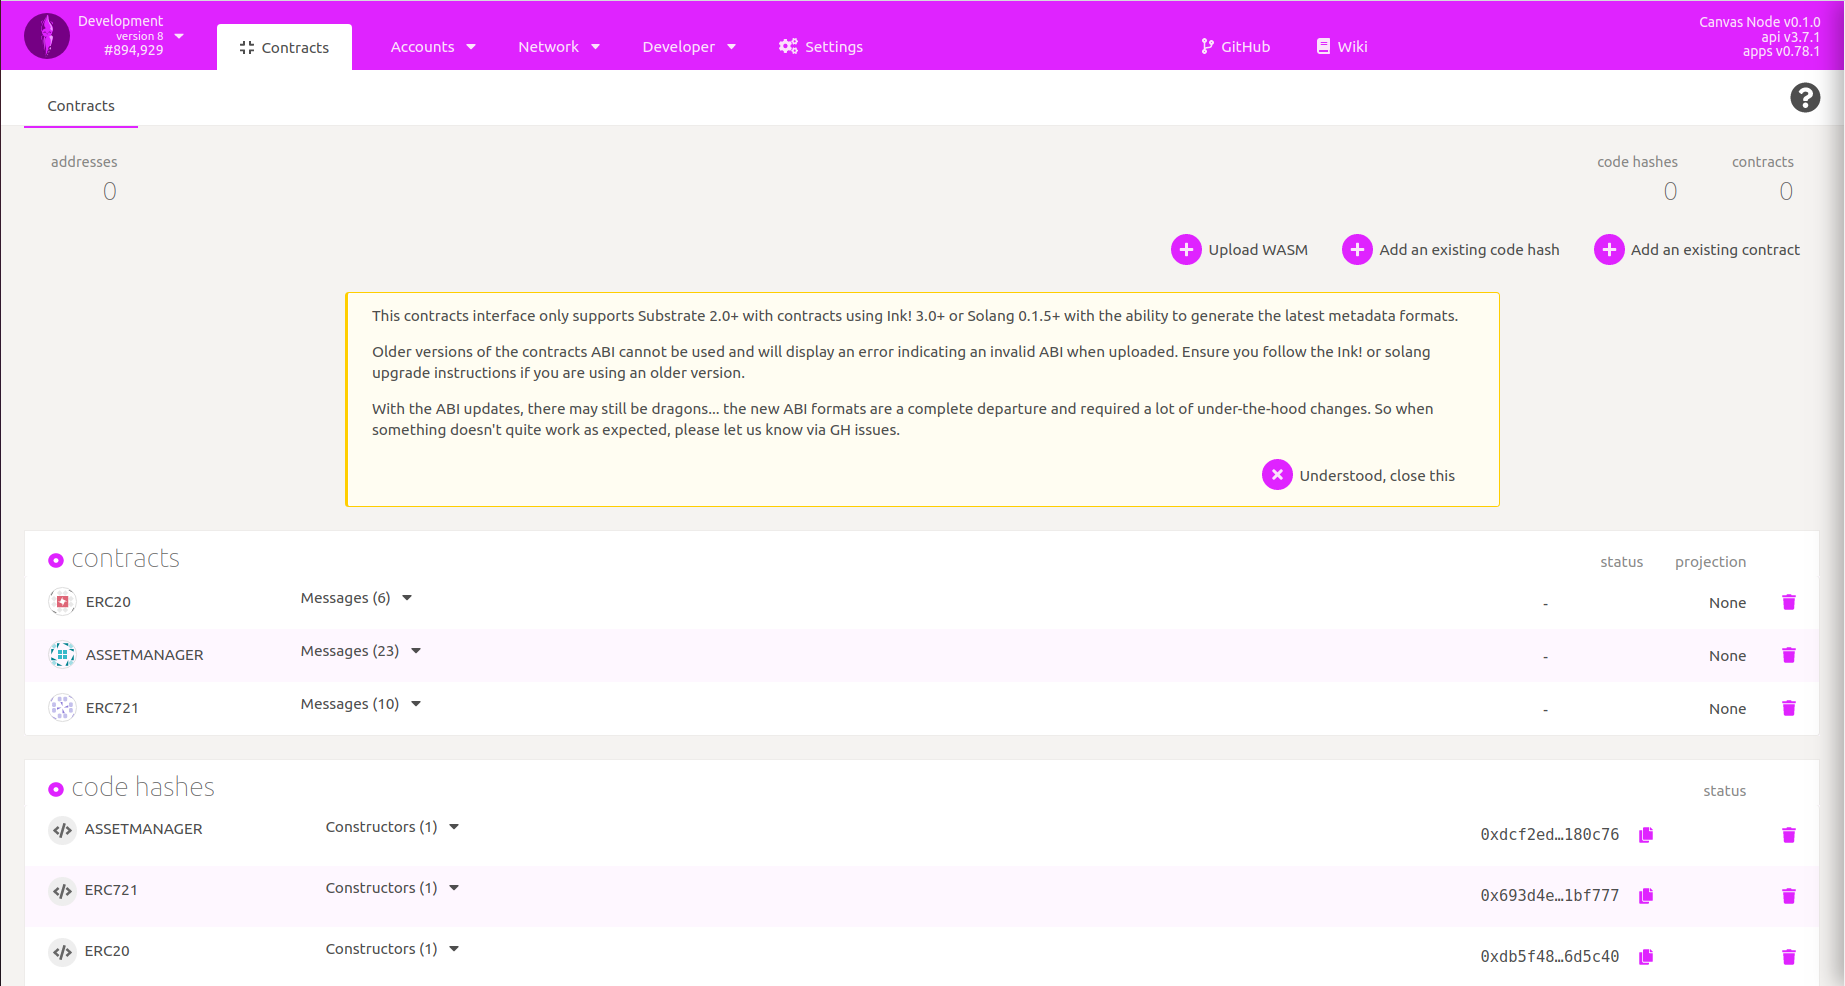 Development
version 8
#894,929
Contracts
Accounts
Network
Developer
Settings
GitHub
Wiki
Canvas Node v0.1.0
api v3.7.1
apps v0.78.1
Contracts
addresses
0
code hashes
0
contracts
0
Upload WASM
Add an existing code hash
Add an existing contract
This contracts interface only supports Substrate 2.0+ with contracts using Ink! 3.0+ or Solang 0.1.5+ with the ability to generate the latest metadata formats.
Older versions of the contracts ABI cannot be used and will display an error indicating an invalid ABI when uploaded. Ensure you follow the Ink! or solang
upgrade instructions if you are using an older version.
With the ABI updates, there may still be dragons... the new ABI formats are a complete departure and required a lot of under-the-hood changes. So when
something doesn't quite work as expected, please let us know via GH issues.
Understood, close this
contracts
status
projection
ERC20
Messages (6)
-
None
ASSETMANAGER
Messages (23)
-
None
ERC721
Messages (10)
-
None
code hashes
status
ASSETMANAGER
Constructors (1)
0xdcf2ed…180c76
ERC721
Constructors (1)
0x693d4e…1bf777
ERC20
Constructors (1)
0xdb5f48…6d5c40